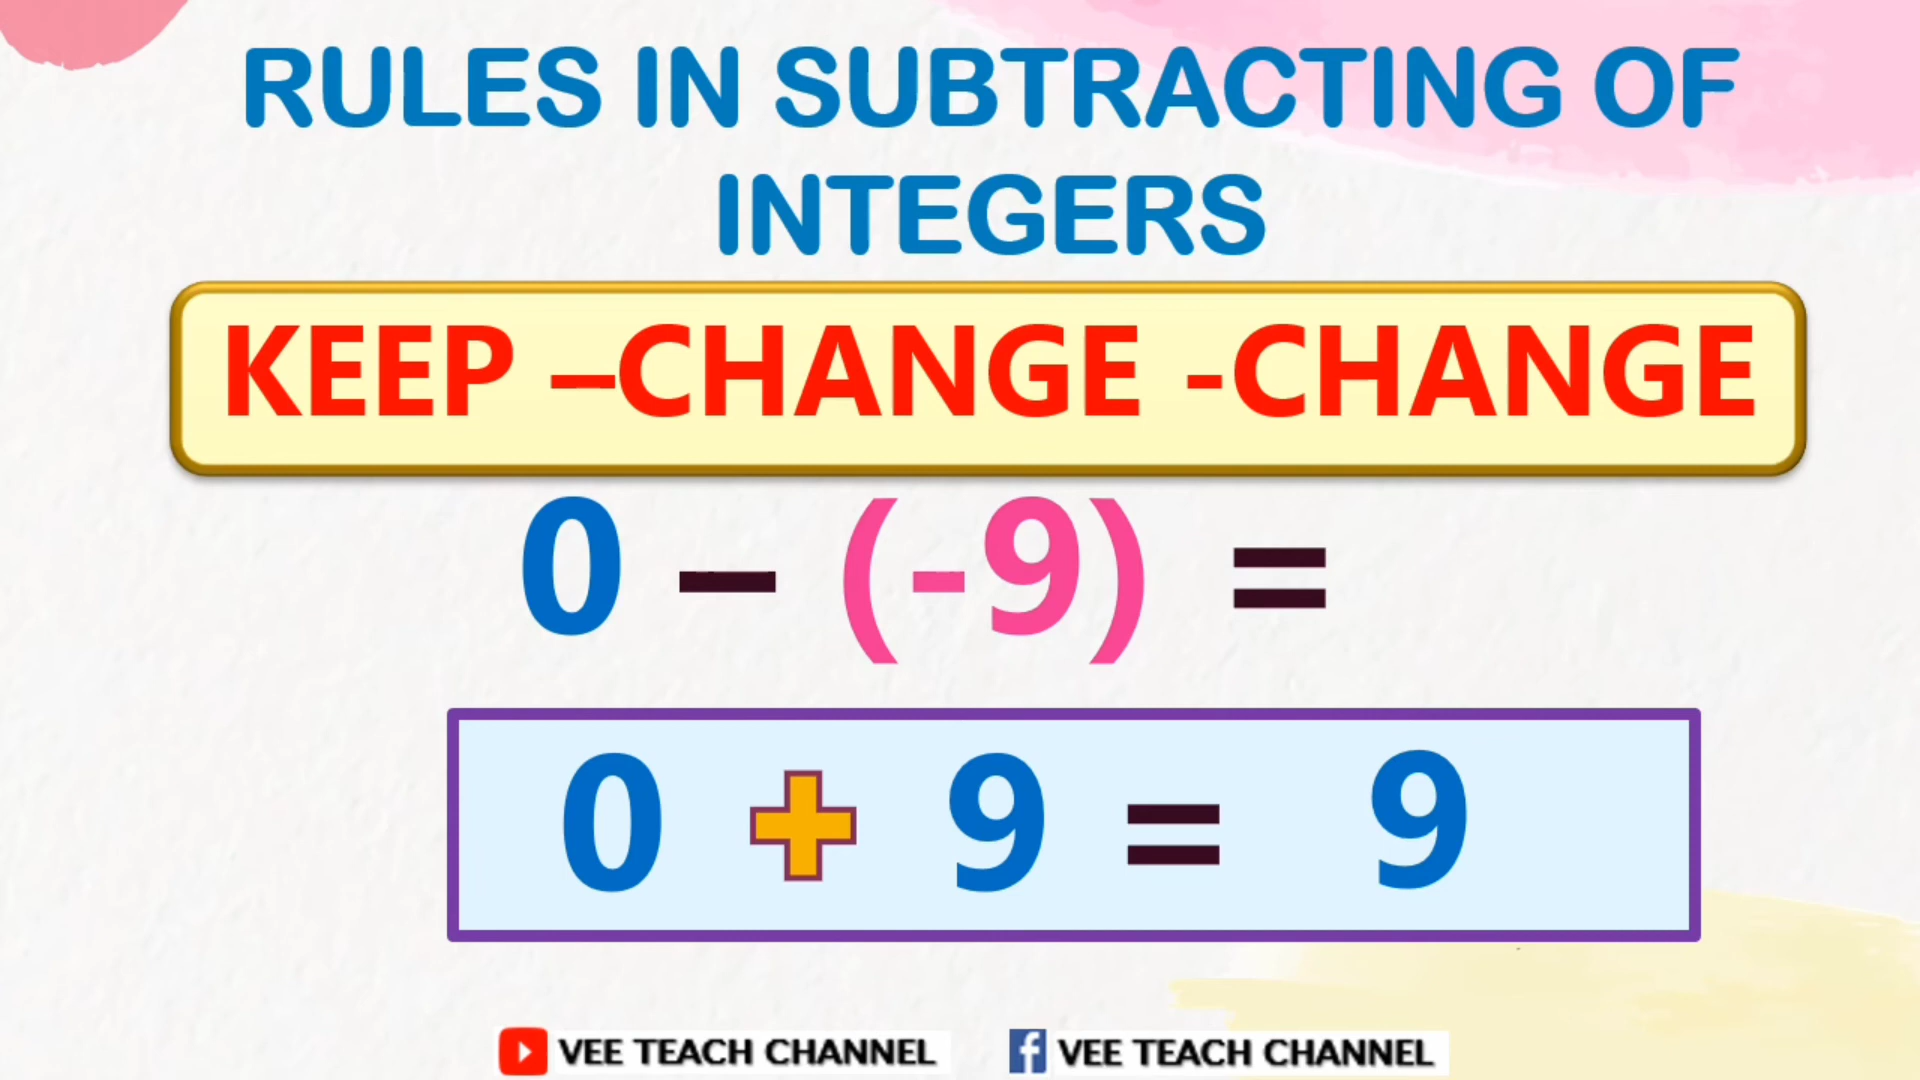 RULES IN SUBTRACTING OF
INTEGERS
KEEP –CHANGE -CHANGE
0 – (-9) =
0 + 9 = 9
VEE TEACH CHANNEL VEE TEACH CHANNEL